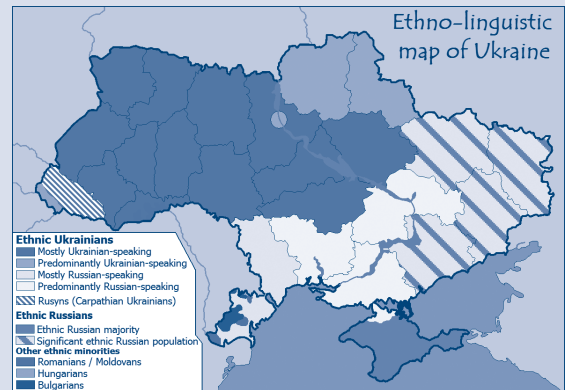 Ethno-linguistic
map of Ukraine
Ethnic Ukrainians
Mostly Ukrainian-speaking
Predominantly Ukrainian-speaking
Mostly Russian-speaking
Predominantly Russian-speaking
Rusyns (Carpathian Ukrainians)
Ethnic Russians
Ethnic Russian majority
Significant ethnic Russian population
Other ethnic minorities
Romanians / Moldovans
Hungarians
Bulgarians